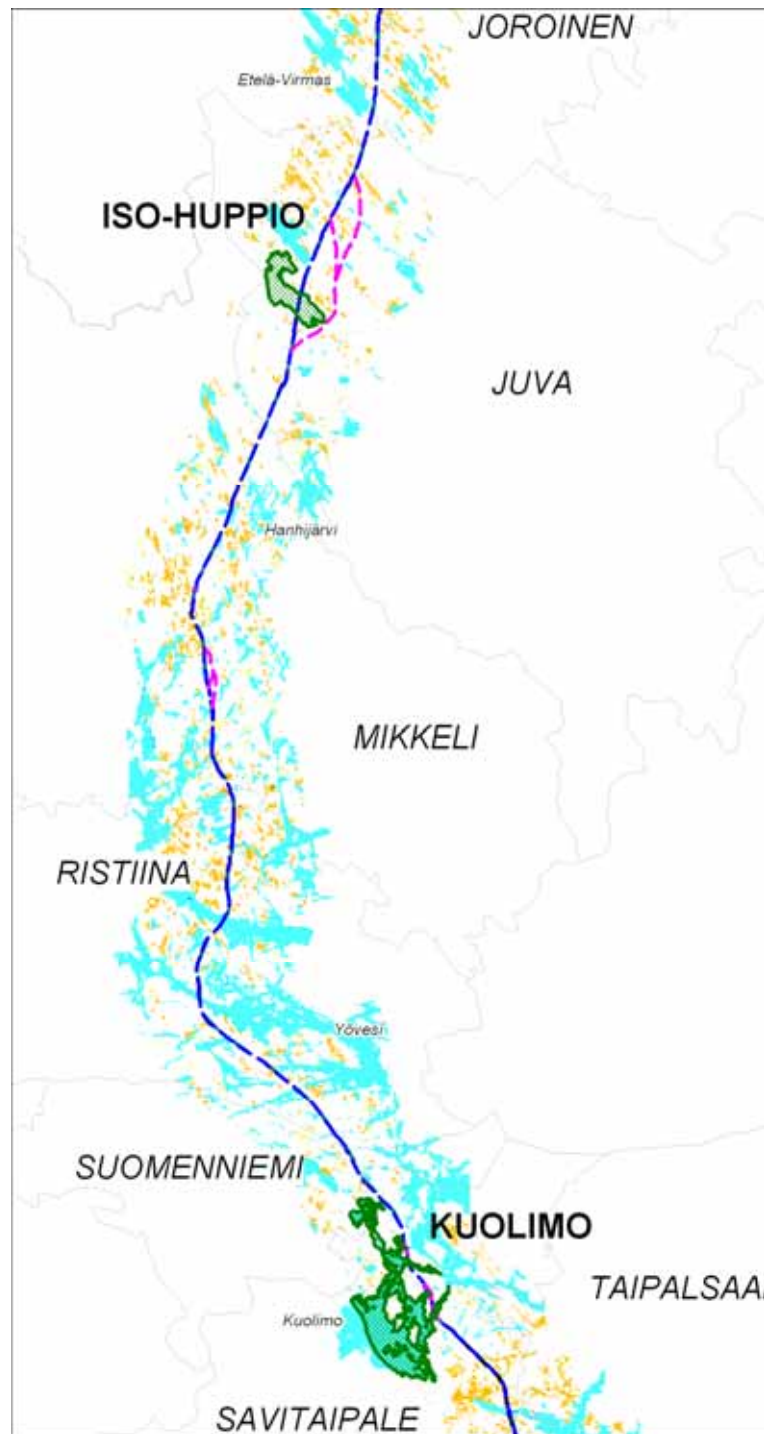 JOROINEN
Etelä-Virmas
ISO-HUPPIO
JUVA
Hanhijärvi
MIKKELI
RISTIINA
Yövesi
SUOMENNIEMI
KUOLIMO
TAIPALSAA
Kuolimo
SAVITAIPALE